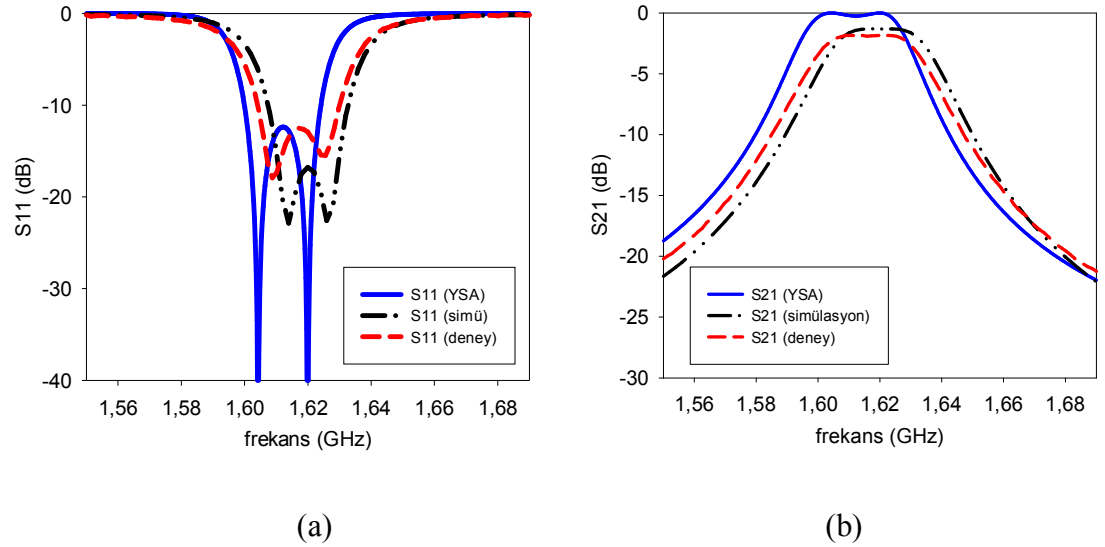 0
-10
-20
-30
-40
S11 (dB)
S11 (YSA)
S11 (simü)
S11 (deney)
1,56 1,58 1,60 1,62 1,64 1,66 1,68
frekans (GHz)
(a)
0
-5
-10
-15
-20
-25
-30
S21 (dB)
S21 (YSA)
S21 (simülasyon)
S21 (deney)
1,56 1,58 1,60 1,62 1,64 1,66 1,68
frekans (GHz)
(b)